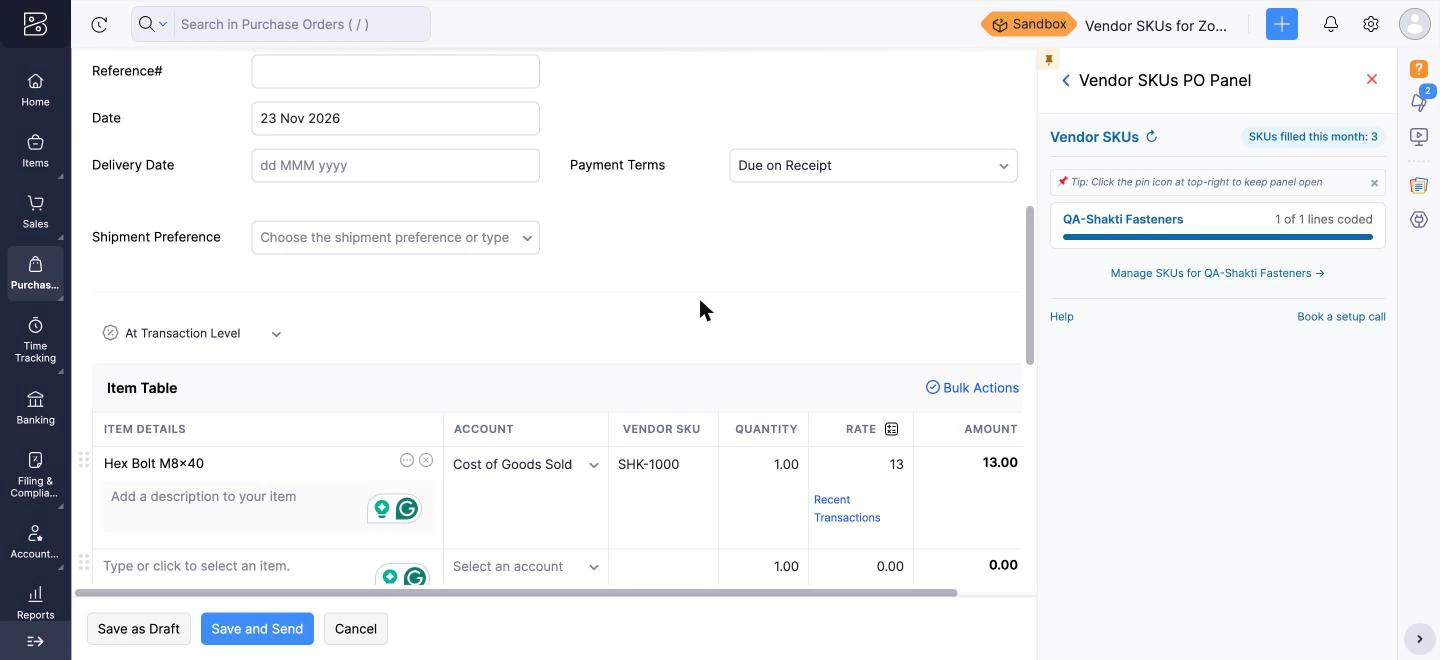 Search in Purchase Orders ( / )
Sandbox
Vendor SKUs for Zo...
Home
Items
Sales
Purchas...
Time
Tracking
Banking
Filing &
Complia...
Account...
Reports
Reference#
Date
23 Nov 2026
Delivery Date
dd MMM yyyy
Payment Terms
Due on Receipt
Shipment Preference
Choose the shipment preference or type
At Transaction Level
Item Table
Bulk Actions
ITEM DETAILS
ACCOUNT
VENDOR SKU
QUANTITY
RATE
AMOUNT
Hex Bolt M8×40
Cost of Goods Sold
SHK-1000
1.00
13
13.00
Add a description to your item
Recent
Transactions
Type or click to select an item.
Select an account
1.00
0.00
0.00
Save as Draft
Save and Send
Cancel
Vendor SKUs PO Panel
Vendor SKUs
SKUs filled this month: 3
Tip: Click the pin icon at top-right to keep panel open
QA-Shakti Fasteners
1 of 1 lines coded
Manage SKUs for QA-Shakti Fasteners →
Help
Book a setup call
?
2